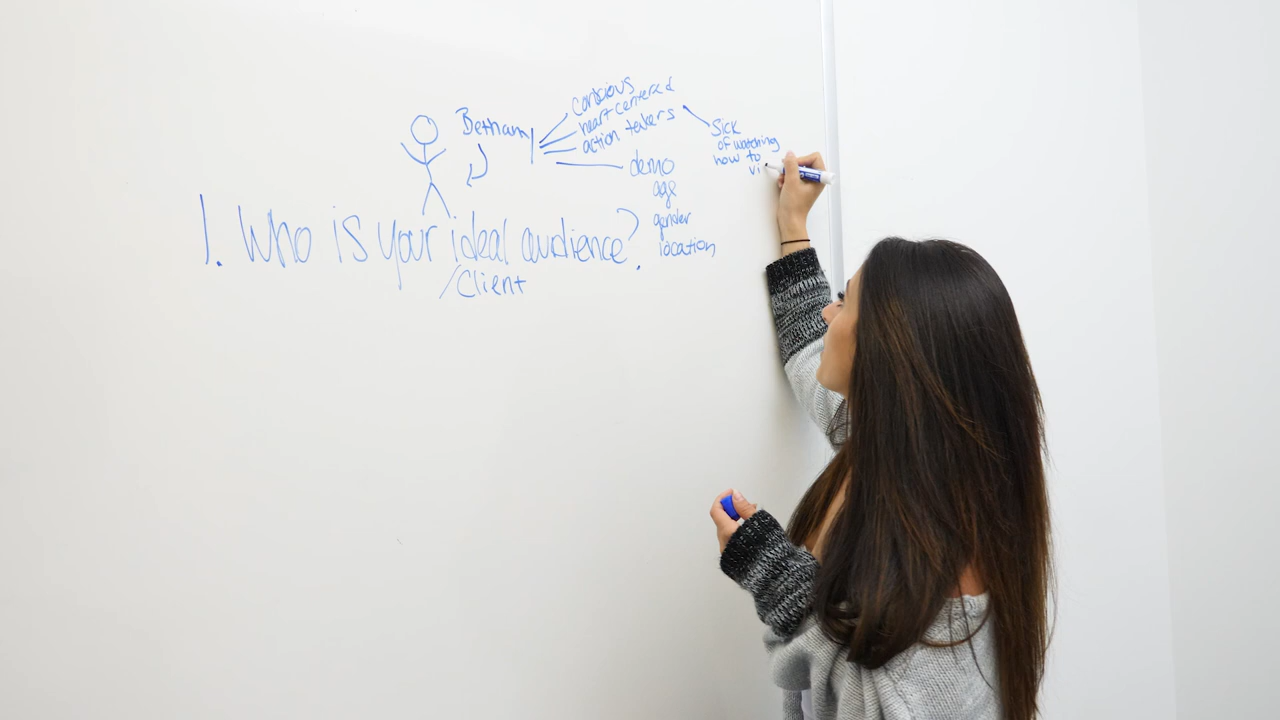 Bethany
conscious
heart centered
action takers
Sick
of watching
how to
vi
demo
age
gender
location
1. Who is your ideal audience?
/Client